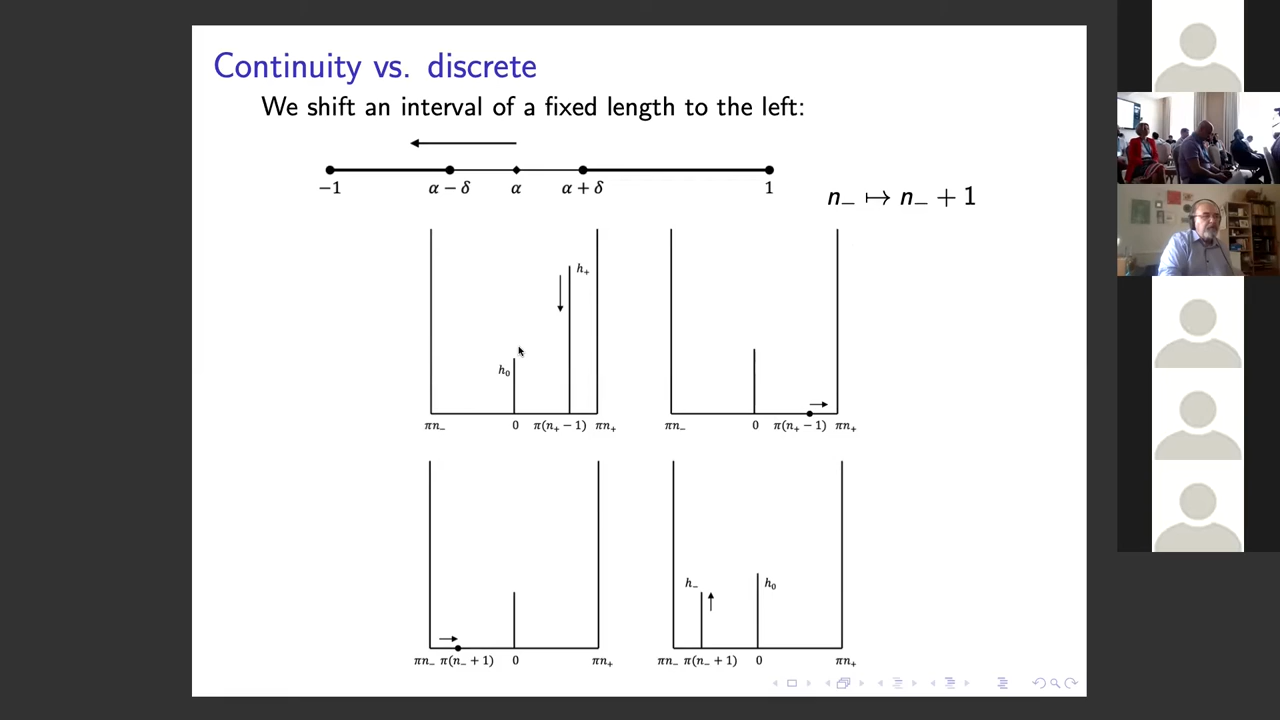 Continuity vs. discrete
We shift an interval of a fixed length to the left:
−1 α − δ α α + δ 1
n₋ ↦ n₋ + 1
h₊
h₀
πn₋ 0 π(n₊ − 1) πn₊
πn₋ 0 π(n₊ − 1) πn₊
h₋ h₀
πn₋ π(n₋ + 1) 0 πn₊
πn₋ π(n₋ + 1) 0 πn₊